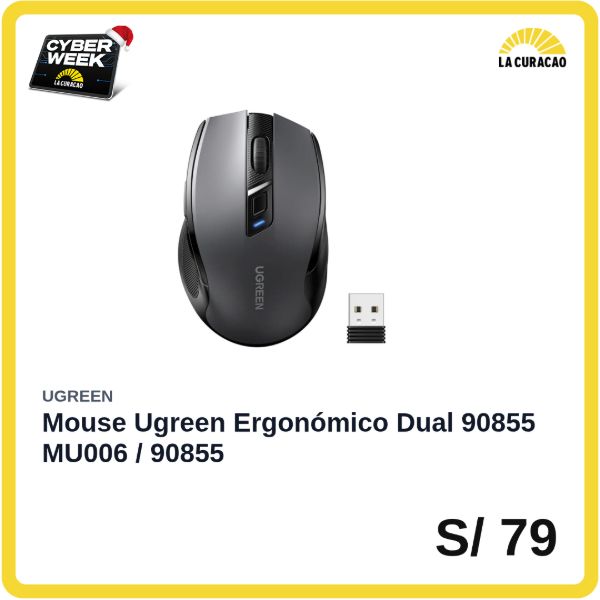 CYBER
WEEK
LA CURACAO
LA CURACAO
UGREEN
UGREEN
Mouse Ugreen Ergonómico Dual 90855
MU006 / 90855
S/ 79